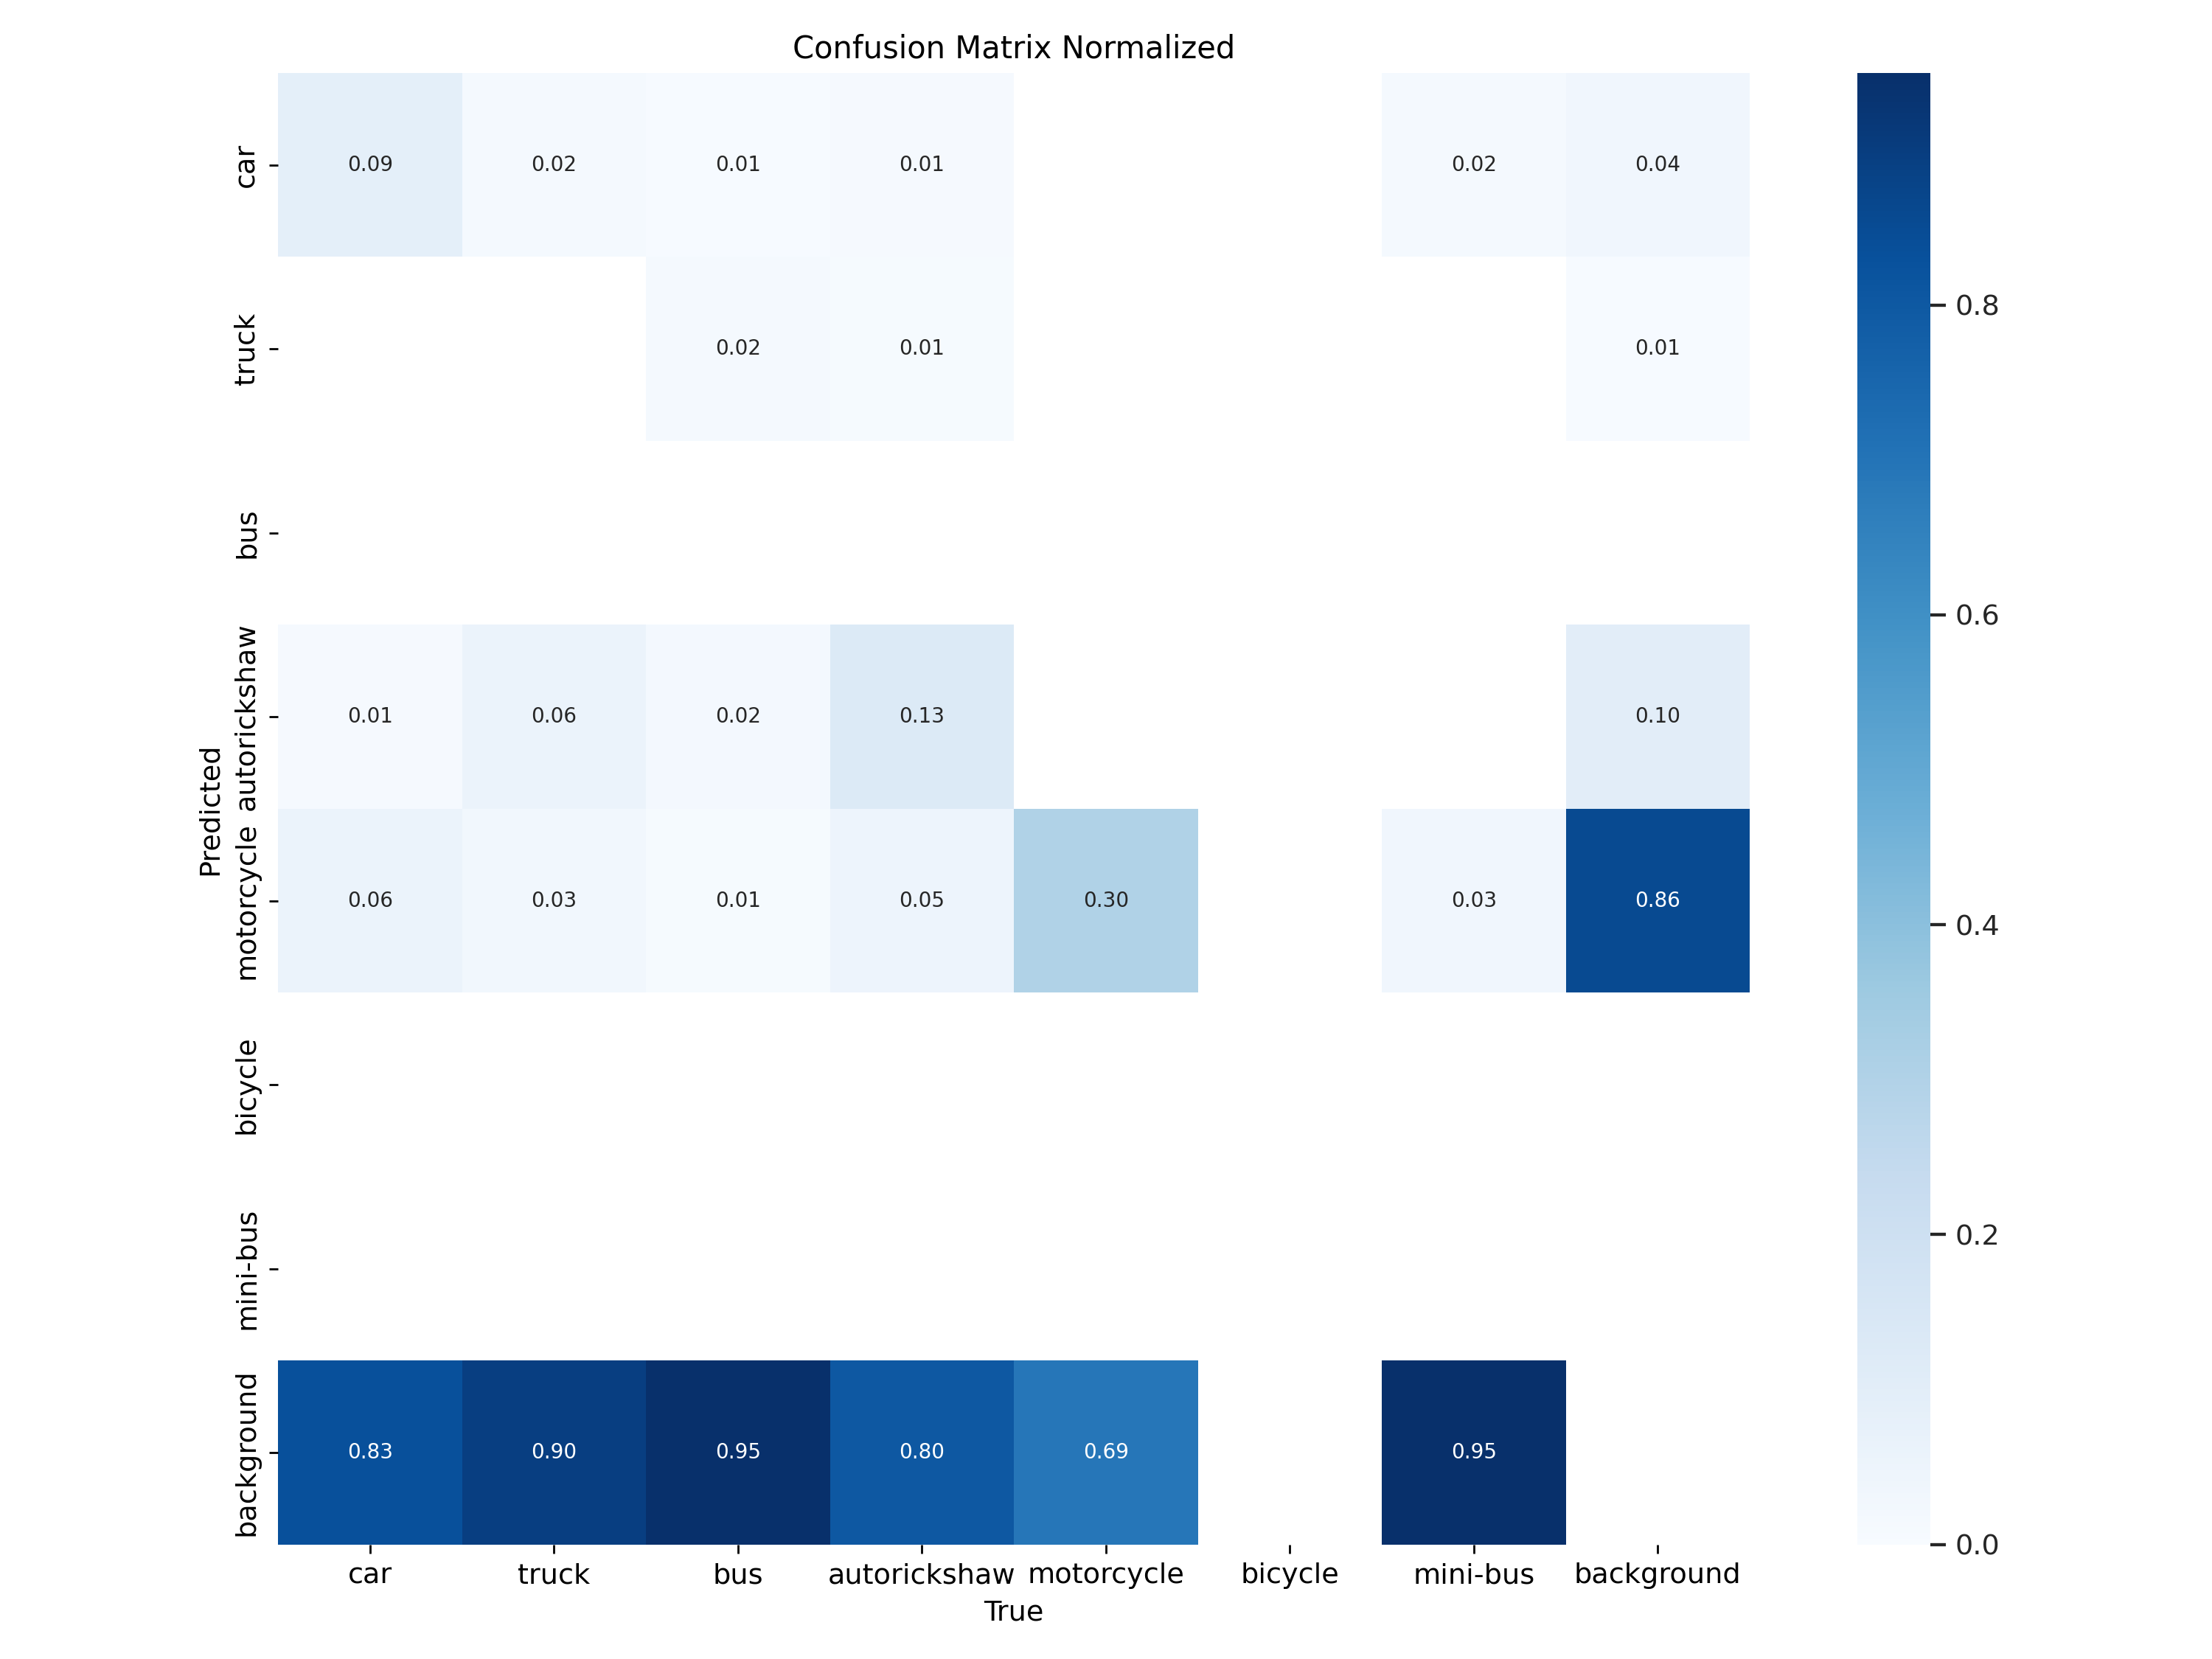 Confusion Matrix Normalized
car
0.09 0.02 0.01 0.01 0.02 0.04
truck
0.02 0.01 0.01
0.8
bus
0.6
autorickshaw
0.01 0.06 0.02 0.13 0.10
Predicted
motorcycle
0.06 0.03 0.01 0.05 0.30 0.03 0.86
0.4
bicycle
mini-bus
0.2
background
0.83 0.90 0.95 0.80 0.69 0.95
0.0
car truck bus autorickshaw motorcycle bicycle mini-bus background
True